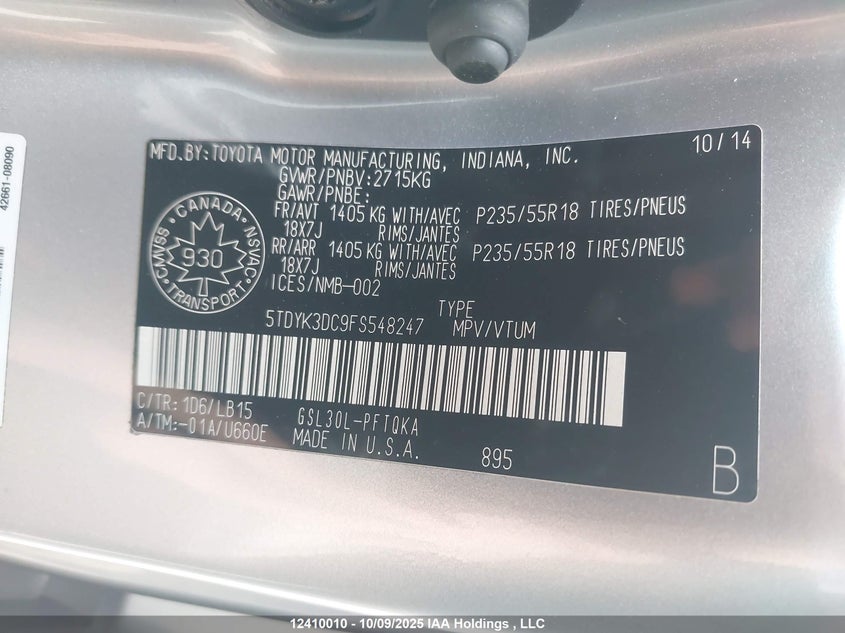 42661-08090
MFD.BY:TOYOTA MOTOR MANUFACTURING, INDIANA, INC. 10/14
GVWR/PNBV:2715KG
GAWR/PNBE:
FR/AVT 1405 KG WITH/AVEC P235/55R18 TIRES/PNEUS
18X7J RIMS/JANTES
RR/ARR 1405 KG WITH/AVEC P235/55R18 TIRES/PNEUS
18X7J RIMS/JANTES
ICES/NMB-002
CANADA
CMVSS 930 NSVAC
TRANSPORT
TYPE
5TDYK3DC9FS548247 MPV/VTUM
C/TR: 1D6/LB15 GSL30L-PFTQKA
A/TM:-01A/U660E MADE IN U.S.A. 895 B
12410010 - 10/09/2025 IAA Holdings , LLC